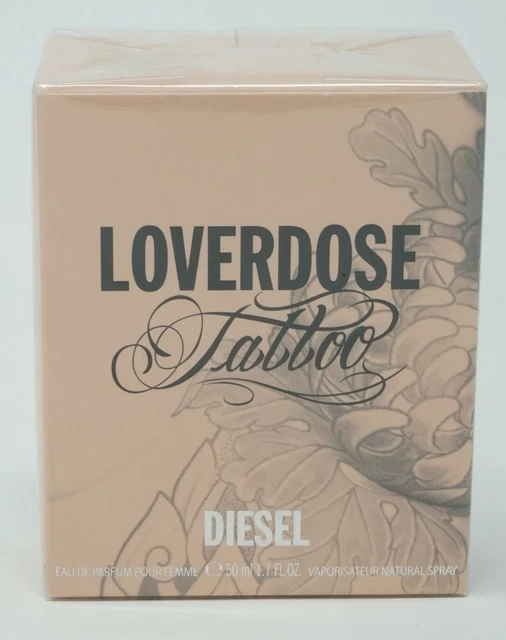 LOVERDOSE
Tattoo
DIESEL
EAU DE PARFUM POUR FEMME ℮ 50 ml 1.7 FL.OZ. VAPORISATEUR NATURAL SPRAY